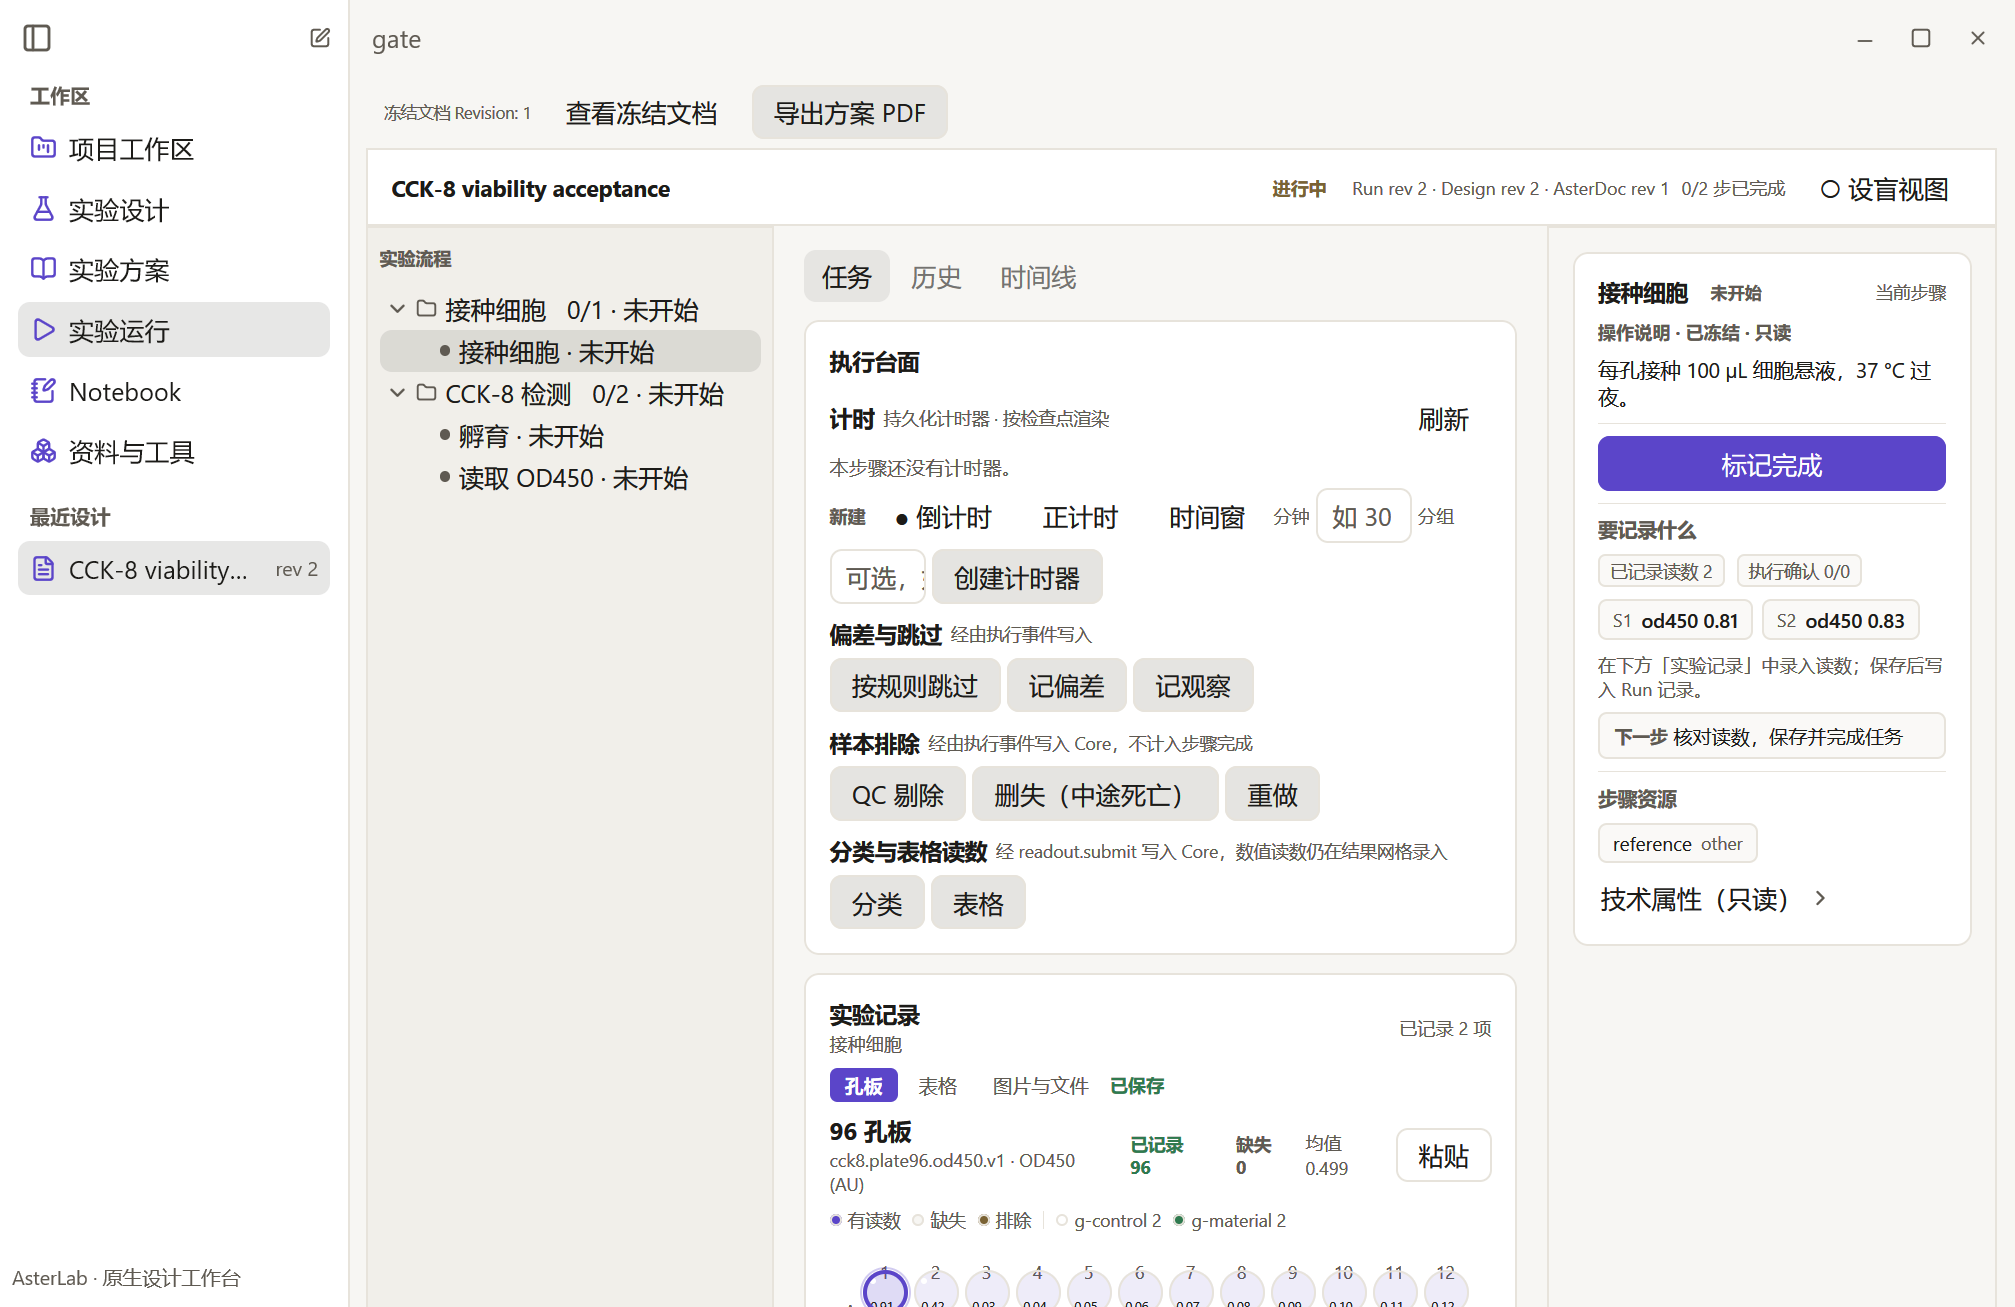 gate
工作区
项目工作区
实验设计
实验方案
实验运行
Notebook
资料与工具
最近设计
CCK-8 viability... rev 2
AsterLab · 原生设计工作台
冻结文档 Revision: 1 查看冻结文档 导出方案 PDF
CCK-8 viability acceptance 进行中 Run rev 2 · Design rev 2 · AsterDoc rev 1 0/2 步已完成 设盲视图
实验流程
接种细胞 0/1 · 未开始
接种细胞 · 未开始
CCK-8 检测 0/2 · 未开始
孵育 · 未开始
读取 OD450 · 未开始
任务 历史 时间线
执行台面
计时 持久化计时器 · 按检查点渲染 刷新
本步骤还没有计时器。
新建 ● 倒计时 正计时 时间窗 分钟 如 30 分组
可选， 创建计时器
偏差与跳过 经由执行事件写入
按规则跳过 记偏差 记观察
样本排除 经由执行事件写入 Core，不计入步骤完成
QC 剔除 删失（中途死亡） 重做
分类与表格读数 经 readout.submit 写入 Core，数值读数仍在结果网格录入
分类 表格
实验记录 已记录 2 项
接种细胞
孔板 表格 图片与文件 已保存
96 孔板
cck8.plate96.od450.v1 · OD450
(AU)
已记录 缺失 均值 粘贴
96 0 0.499
有读数 缺失 排除 g-control 2 g-material 2
1 2 3 4 5 6 7 8 9 10 11 12
接种细胞 未开始 当前步骤
操作说明 · 已冻结 · 只读
每孔接种 100 µL 细胞悬液，37 °C 过
夜。
标记完成
要记录什么
已记录读数 2 执行确认 0/0
S1 od450 0.81 S2 od450 0.83
在下方「实验记录」中录入读数；保存后写
入 Run 记录。
下一步 核对读数，保存并完成任务
步骤资源
reference other
技术属性（只读）